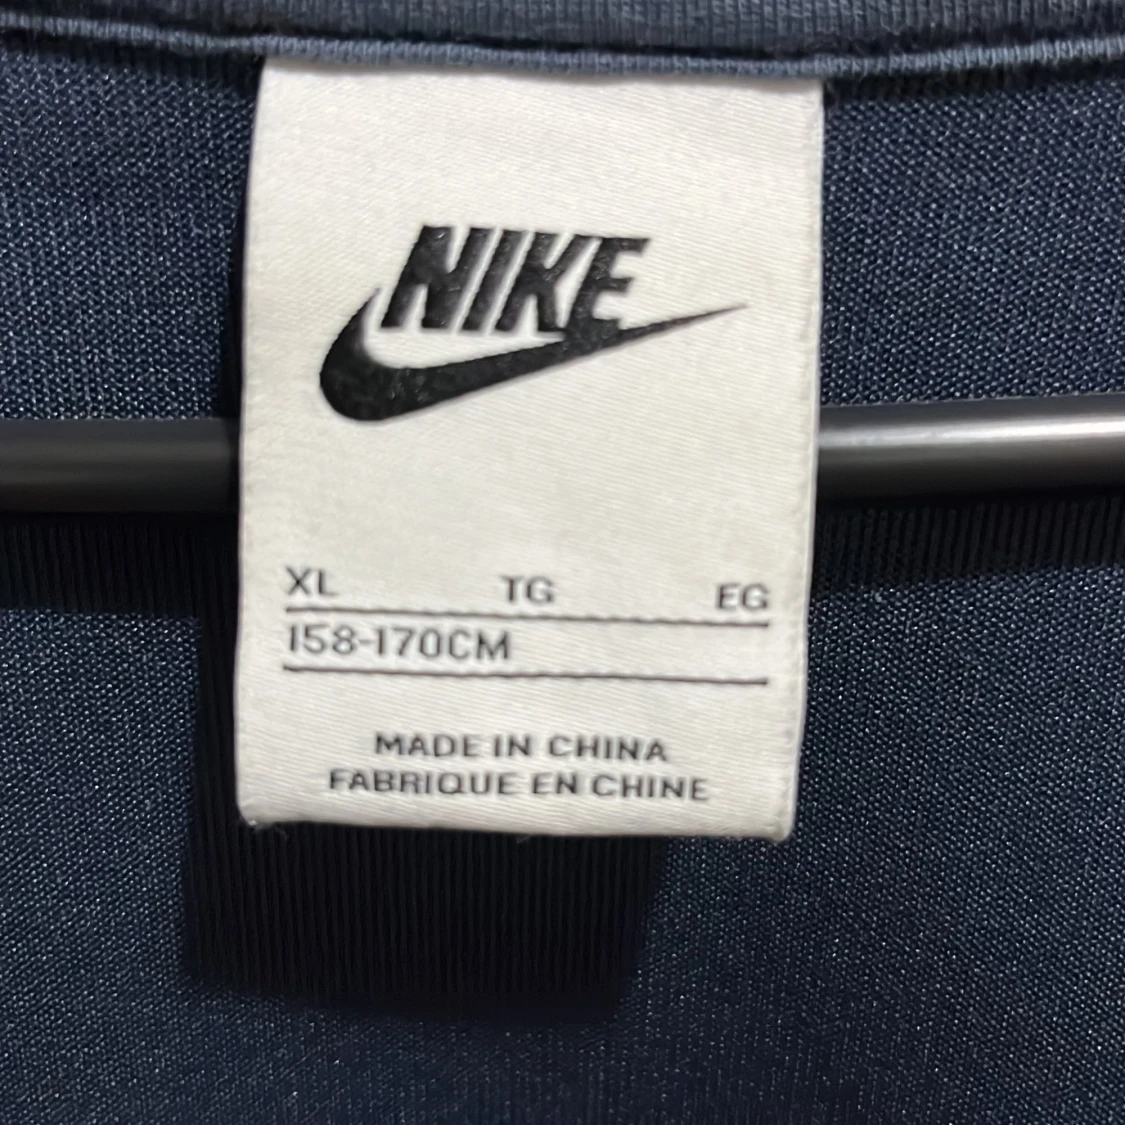 NIKE
XL TG EG
158-170CM
MADE IN CHINA
FABRIQUE EN CHINE